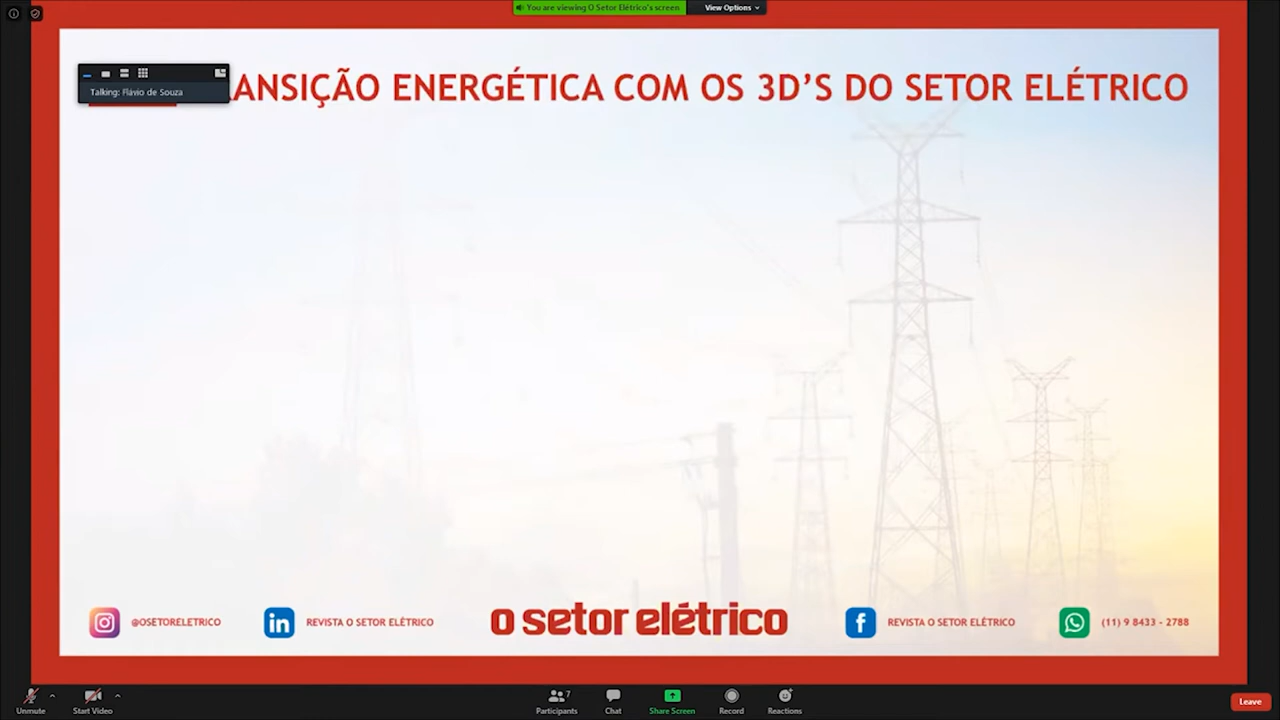 You are viewing O Setor Elétrico's screen
View Options
Talking: Flávio de Souza
ANSIÇÃO ENERGÉTICA COM OS 3D'S DO SETOR ELÉTRICO
@OSETORELETRICO
in REVISTA O SETOR ELÉTRICO
o setor elétrico
f REVISTA O SETOR ELÉTRICO
(11) 9 8433 - 2788
Unmute
Start Video
7
Participants
Chat
Share Screen
Record
Reactions
Leave